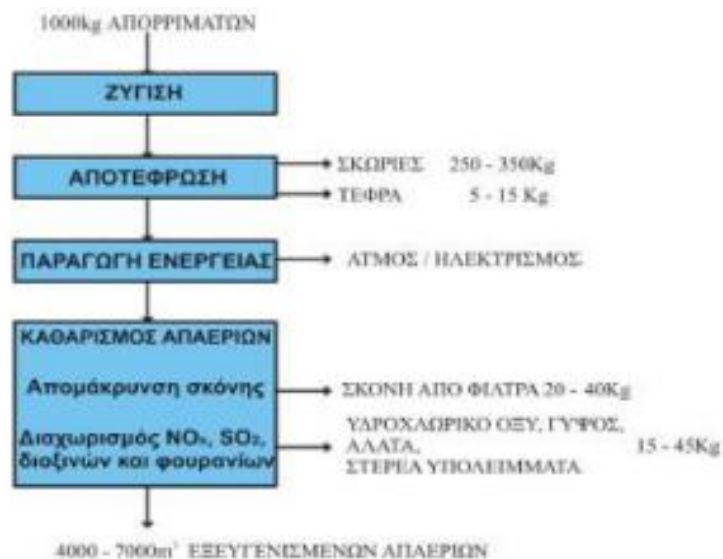 1000kg ΑΠΟΡΡΙΜΑΤΩΝ
ΖΥΓΙΣΗ
ΑΠΟΤΕΦΡΩΣΗ
ΣΚΩΡΙΕΣ 250 - 350Kg
ΤΕΦΡΑ 5 - 15 Kg
ΠΑΡΑΓΩΓΗ ΕΝΕΡΓΕΙΑΣ
ΑΤΜΟΣ / ΗΛΕΚΤΡΙΣΜΟΣ
ΚΑΘΑΡΙΣΜΟΣ ΑΠΑΕΡΙΩΝ
Απομάκρυνση σκόνης
ΣΚΟΝΗ ΑΠΟ ΦΙΛΤΡΑ 20 - 40Kg
Διαχωρισμός NOₓ, SO₂,
διοξινών και φουρανίων
ΥΔΡΟΧΛΩΡΙΚΟ ΟΞΥ, ΓΥΨΟΣ,
ΑΛΑΤΑ, 15 - 45Kg
ΣΤΕΡΕΑ ΥΠΟΛΕΙΜΜΑΤΑ
4000 - 7000m³ ΕΞΕΥΓΕΝΙΣΜΕΝΩΝ ΑΠΑΕΡΙΩΝ